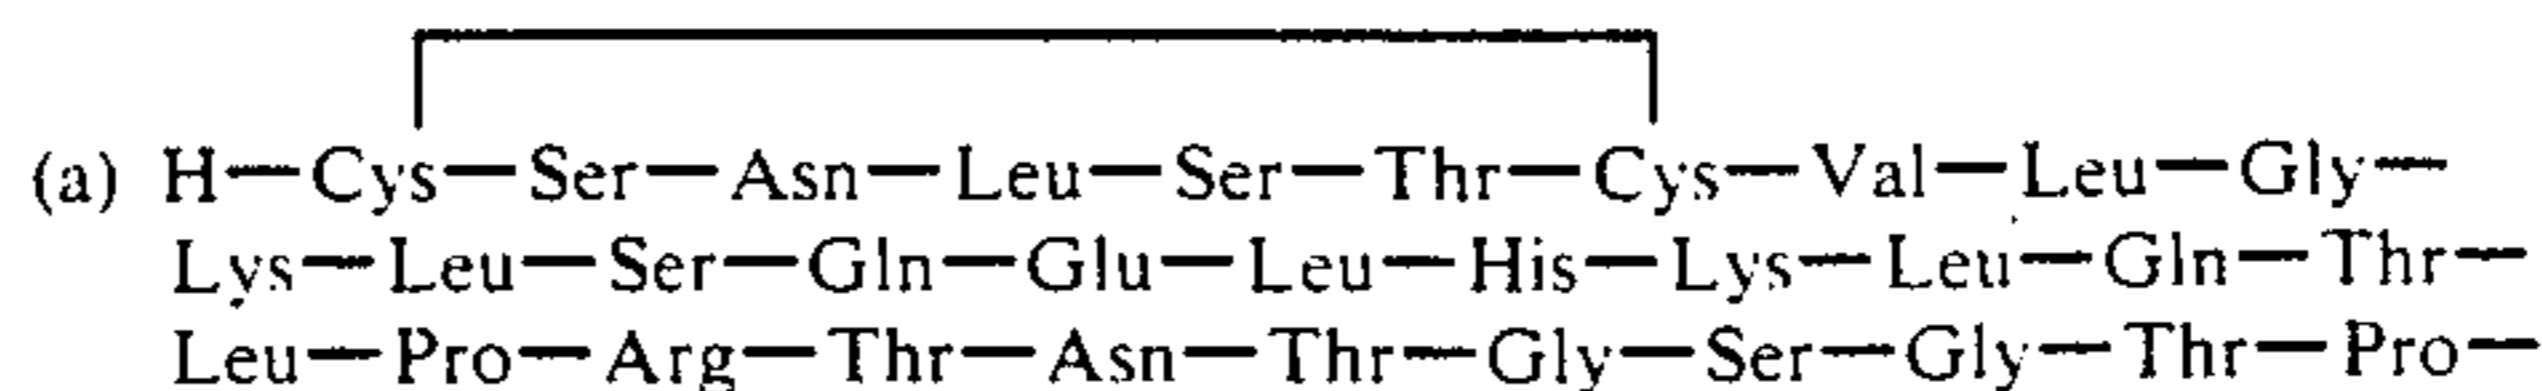 (a) H—Cys—Ser—Asn—Leu—Ser—Thr—Cys—Val—Leu—Gly—
Lys—Leu—Ser—Gln—Glu—Leu—His—Lys—Leu—Gln—Thr—
Leu—Pro—Arg—Thr—Asn—Thr—Gly—Ser—Gly—Thr—Pro—